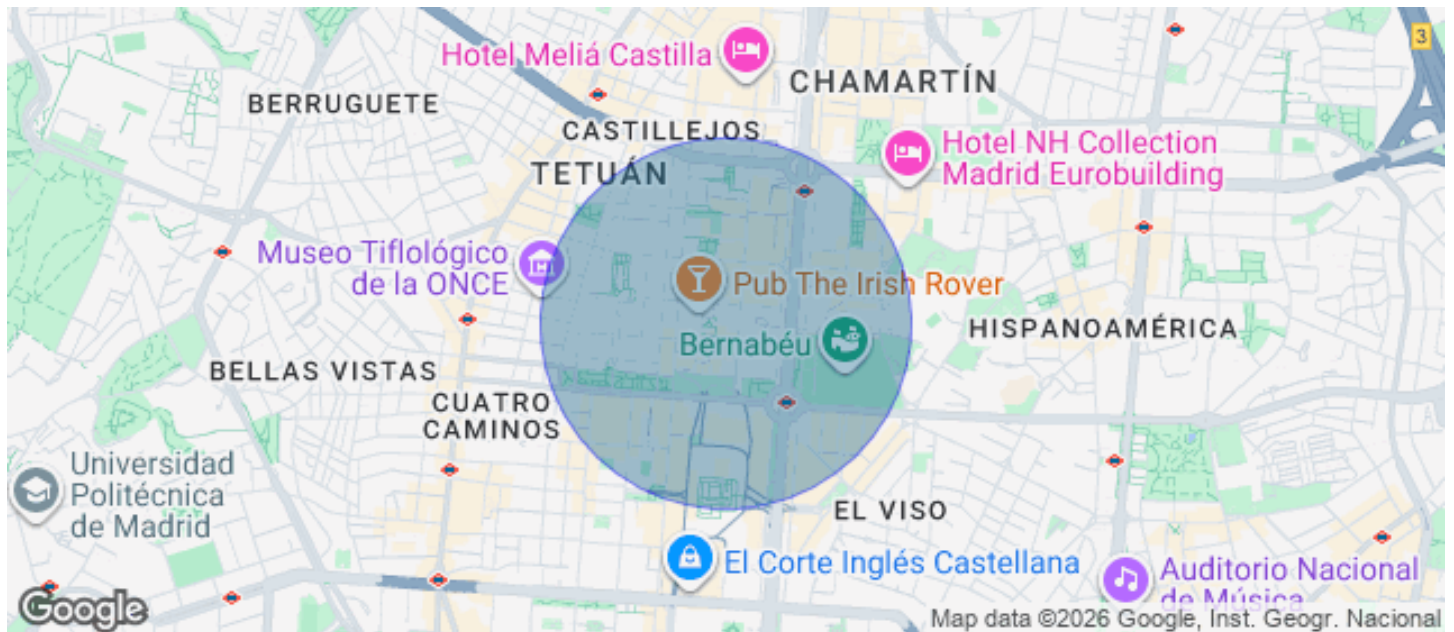 3
Hotel Meliá Castilla
CHAMARTÍN
BERRUGUETE
CASTILLEJOS
Hotel NH Collection
Madrid Eurobuilding
TETUÁN
Museo Tiflológico
de la ONCE
Pub The Irish Rover
Bernabéu
HISPANOAMÉRICA
BELLAS VISTAS
CUATRO
CAMINOS
Universidad
Politécnica
de Madrid
EL VISO
El Corte Inglés Castellana
Auditorio Nacional
de Música
Google
Map data ©2026 Google, Inst. Geogr. Nacional